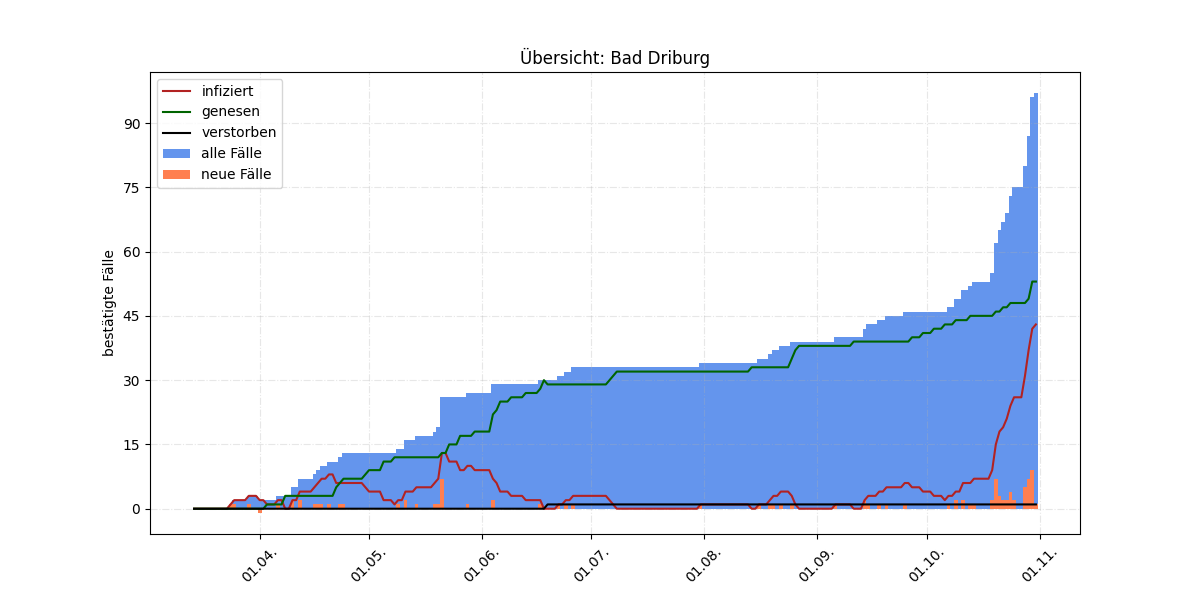 Übersicht: Bad Driburg
infiziert
genesen
verstorben
alle Fälle
neue Fälle
bestätigte Fälle
90
75
60
45
30
15
0
01.04.
01.05.
01.06.
01.07.
01.08.
01.09.
01.10.
01.11.